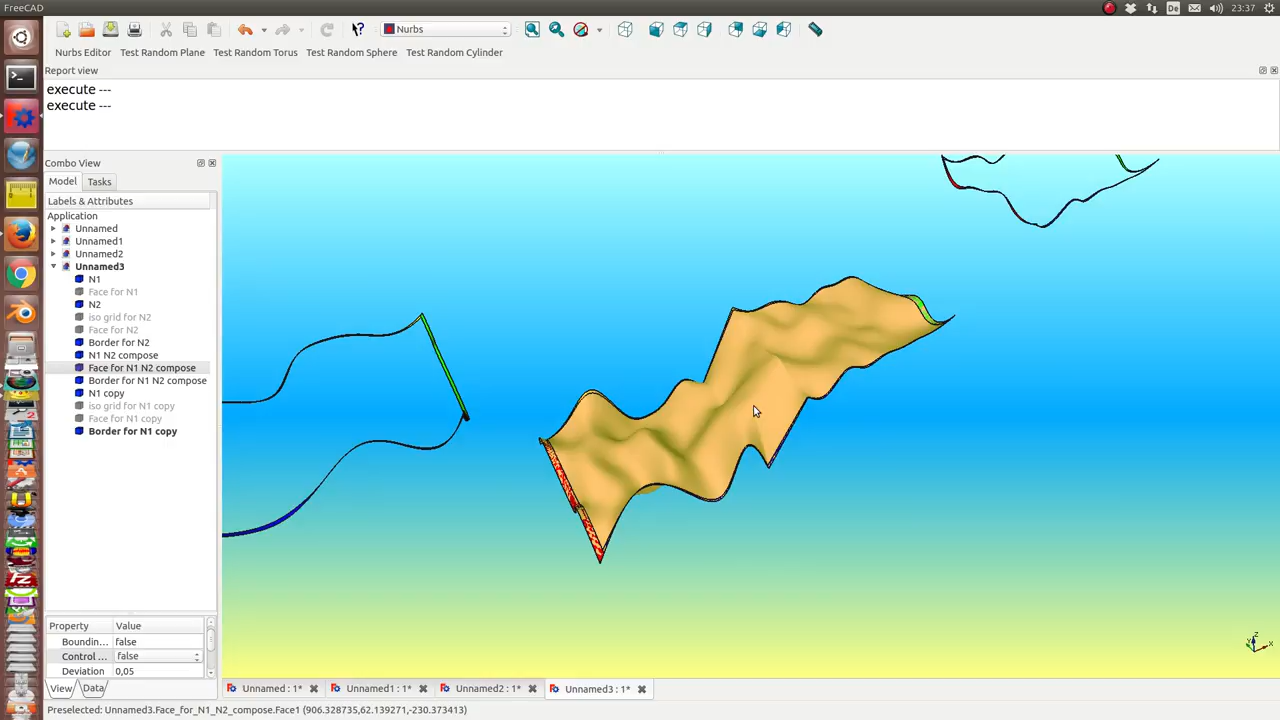 FreeCAD De 23:37
Nurbs
Nurbs Editor Test Random Plane Test Random Torus Test Random Sphere Test Random Cylinder
Report view
execute ---
execute ---
Combo View
Model Tasks
Labels & Attributes
Application
Unnamed
Unnamed1
Unnamed2
Unnamed3
N1
Face for N1
N2
iso grid for N2
Face for N2
Border for N2
N1 N2 compose
Face for N1 N2 compose
Border for N1 N2 compose
N1 copy
iso grid for N1 copy
Face for N1 copy
Border for N1 copy
Property Value
Boundin... false
Control ... false
Deviation 0,05
View Data
Unnamed : 1* Unnamed1 : 1* Unnamed2 : 1* Unnamed3 : 1*
Preselected: Unnamed3.Face_for_N1_N2_compose.Face1 (906.328735,62.139271,-230.373413)